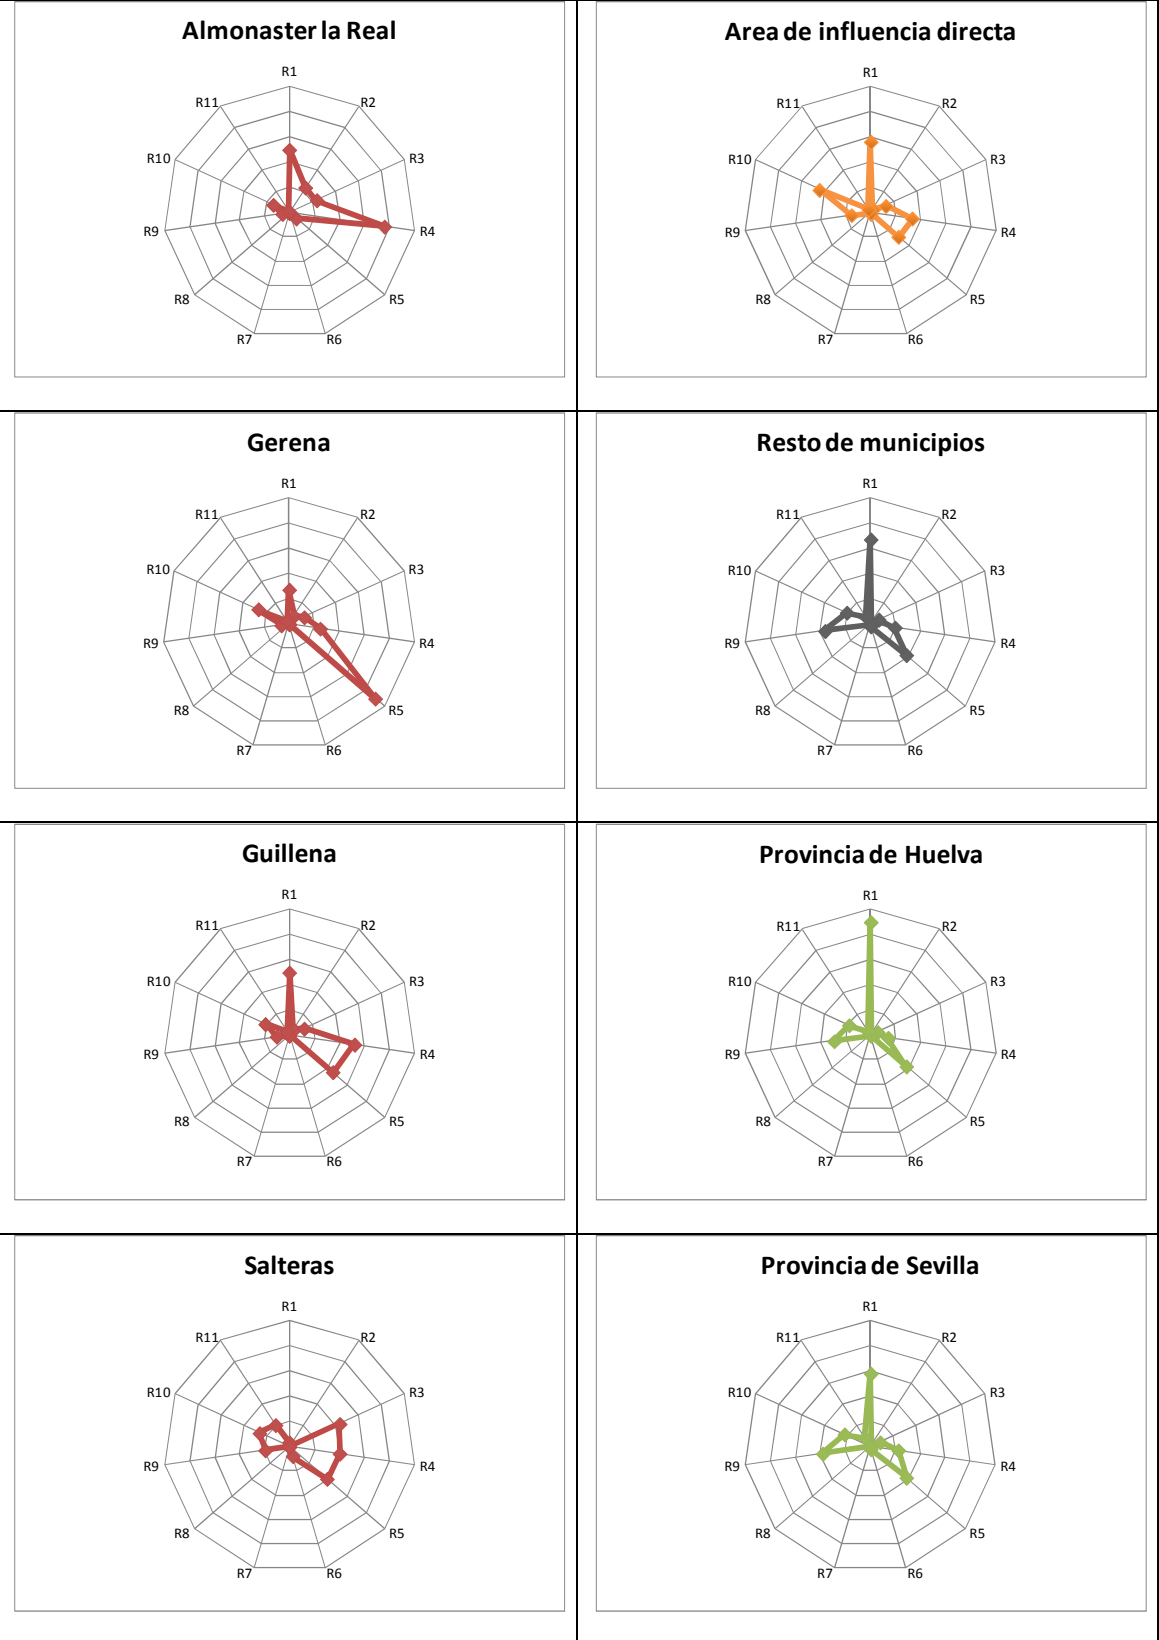 Almonaster la Real
R1
R2
R3
R4
R5
R6
R7
R8
R9
R10
R11
Area de influencia directa
R1
R2
R3
R4
R5
R6
R7
R8
R9
R10
R11
Gerena
R1
R2
R3
R4
R5
R6
R7
R8
R9
R10
R11
Resto de municipios
R1
R2
R3
R4
R5
R6
R7
R8
R9
R10
R11
Guillena
R1
R2
R3
R4
R5
R6
R7
R8
R9
R10
R11
Provincia de Huelva
R1
R2
R3
R4
R5
R6
R7
R8
R9
R10
R11
Salteras
R1
R2
R3
R4
R5
R6
R7
R8
R9
R10
R11
Provincia de Sevilla
R1
R2
R3
R4
R5
R6
R7
R8
R9
R10
R11